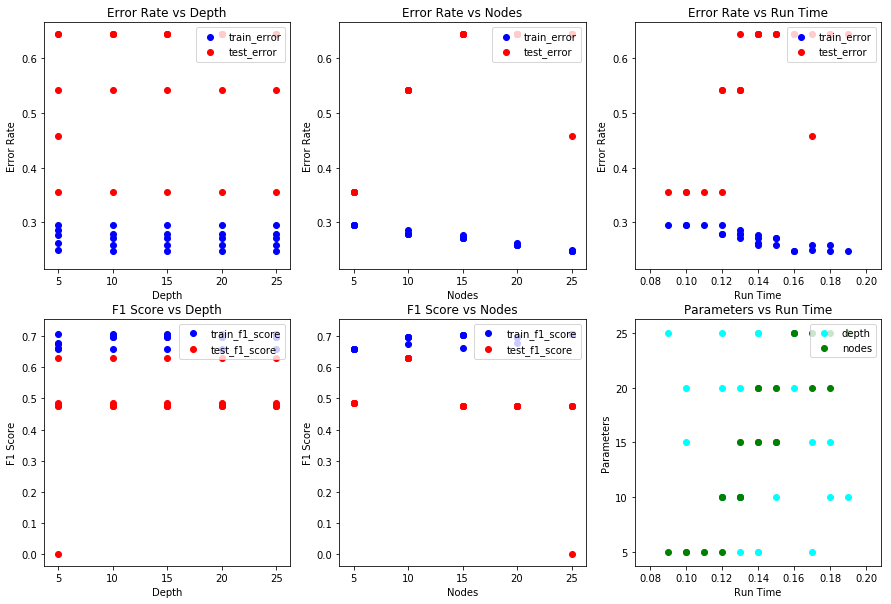 Error Rate vs Depth
Error Rate vs Nodes
Error Rate vs Run Time
train_error
test_error
train_error
test_error
train_error
test_error
0.6
0.5
0.4
0.3
0.6
0.5
0.4
0.3
0.6
0.5
0.4
0.3
Error Rate
Error Rate
Error Rate
5 10 15 20 25
5 10 15 20 25
0.08 0.10 0.12 0.14 0.16 0.18 0.20
Depth
Nodes
Run Time
F1 Score vs Depth
F1 Score vs Nodes
Parameters vs Run Time
train_f1_score
test_f1_score
train_f1_score
test_f1_score
depth
nodes
0.7
0.6
0.5
0.4
0.3
0.2
0.1
0.0
0.7
0.6
0.5
0.4
0.3
0.2
0.1
0.0
25
20
15
10
5
F1 Score
F1 Score
Parameters
5 10 15 20 25
5 10 15 20 25
0.08 0.10 0.12 0.14 0.16 0.18 0.20
Depth
Nodes
Run Time